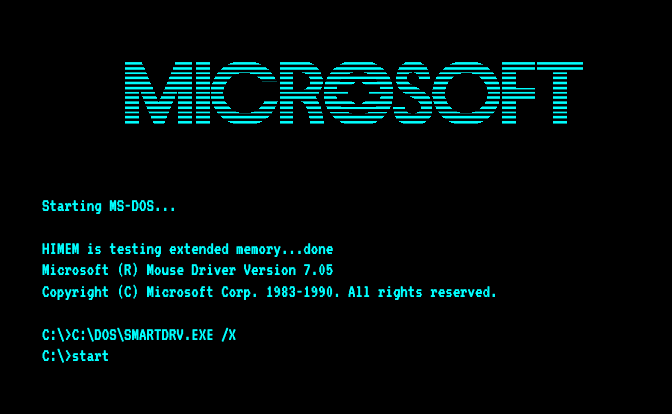 MICROSOFT
Starting MS-DOS...
HIMEM is testing extended memory...done
Microsoft (R) Mouse Driver Version 7.05
Copyright (C) Microsoft Corp. 1983-1990. All rights reserved.
C:\>C:\DOS\SMARTDRV.EXE /X
C:\>start